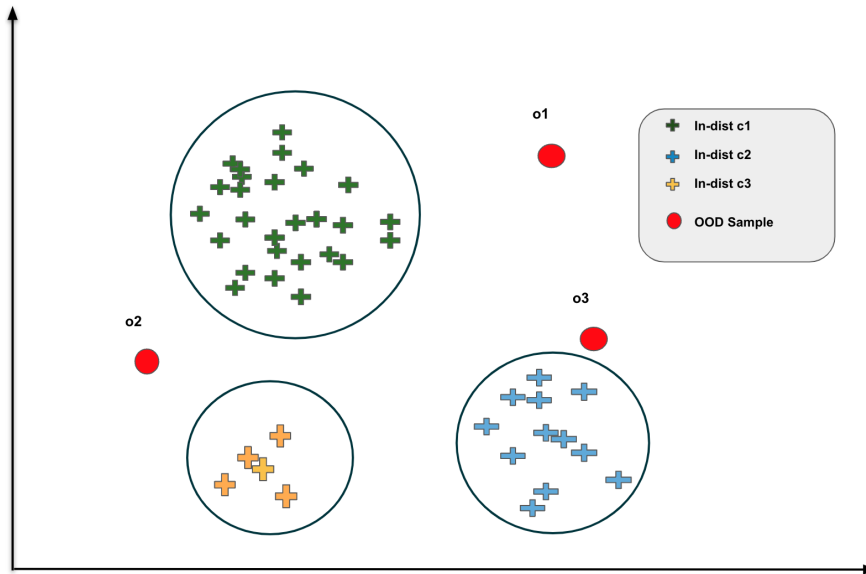 o1
In-dist c1
In-dist c2
In-dist c3
OOD Sample
o3
o2